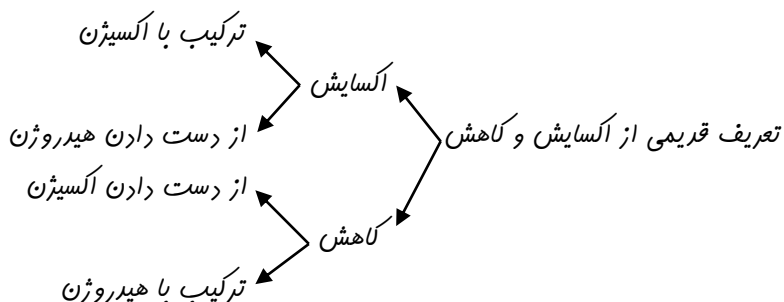 تعریف قریمی از اکسایش و کاهش
اکسایش
ترکیب با اکسیژن
از دست دادن هیدروژن
کاهش
از دست دادن اکسیژن
ترکیب با هیدروژن